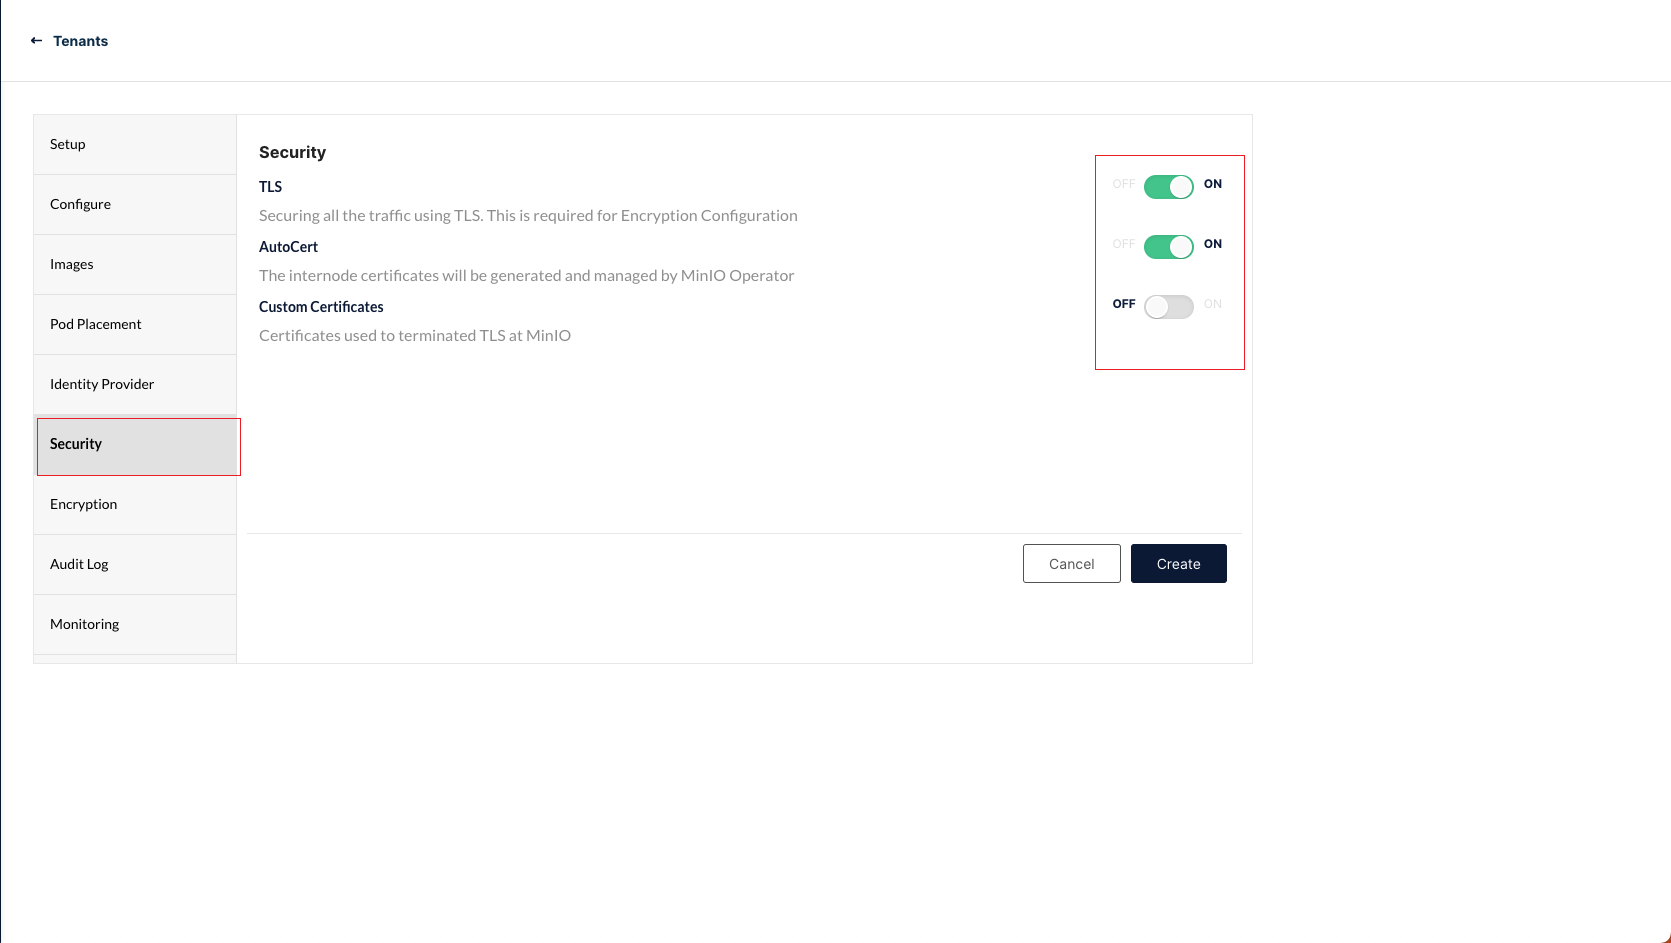 ← Tenants
Setup
Configure
Images
Pod Placement
Identity Provider
Security
Encryption
Audit Log
Monitoring
Security
TLS
OFF ON
Securing all the traffic using TLS. This is required for Encryption Configuration
AutoCert
OFF ON
The internode certificates will be generated and managed by MinIO Operator
Custom Certificates
OFF ON
Certificates used to terminated TLS at MinIO
Cancel
Create